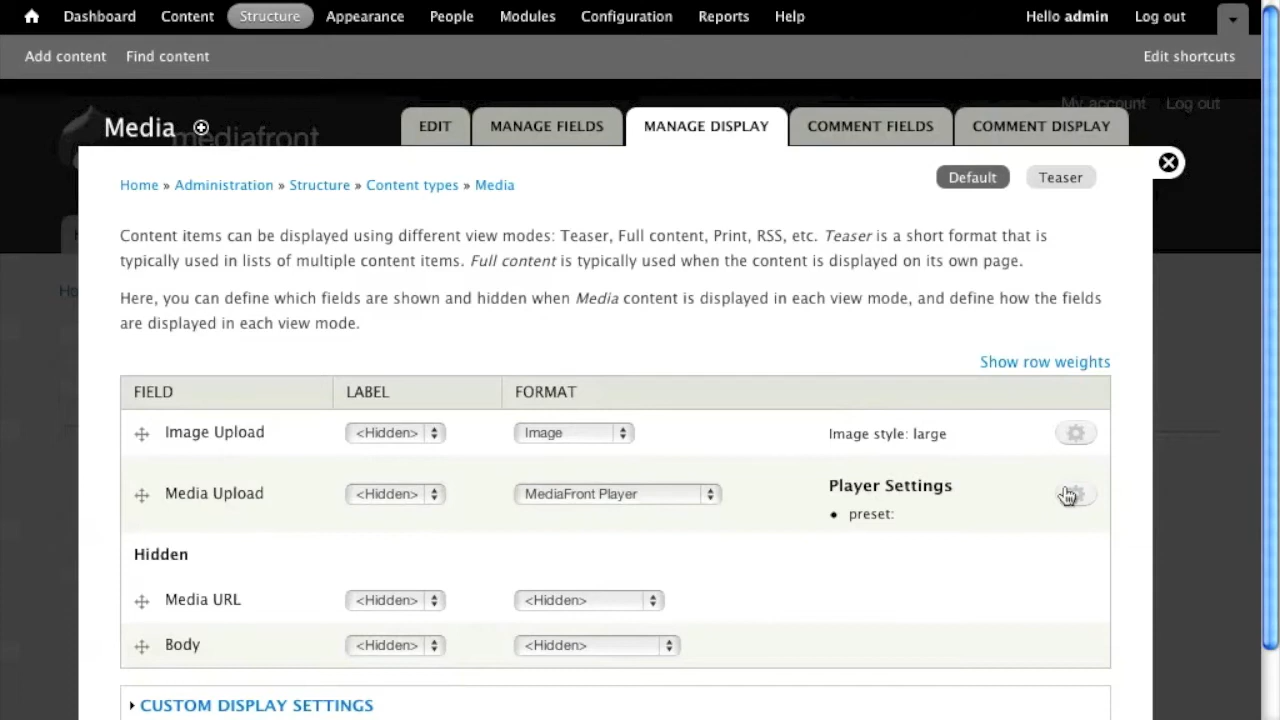 Dashboard Content Structure Appearance People Modules Configuration Reports Help Hello admin Log out
Add content Find content Edit shortcuts
My account Log out
Media
mediafront
EDIT MANAGE FIELDS MANAGE DISPLAY COMMENT FIELDS COMMENT DISPLAY
Home » Administration » Structure » Content types » Media
Default Teaser
Content items can be displayed using different view modes: Teaser, Full content, Print, RSS, etc. Teaser is a short format that is
typically used in lists of multiple content items. Full content is typically used when the content is displayed on its own page.
Here, you can define which fields are shown and hidden when Media content is displayed in each view mode, and define how the fields
are displayed in each view mode.
Show row weights
FIELD LABEL FORMAT
Image Upload <Hidden> Image Image style: large
Media Upload <Hidden> MediaFront Player Player Settings
• preset:
Hidden
Media URL <Hidden> <Hidden>
Body <Hidden> <Hidden>
CUSTOM DISPLAY SETTINGS